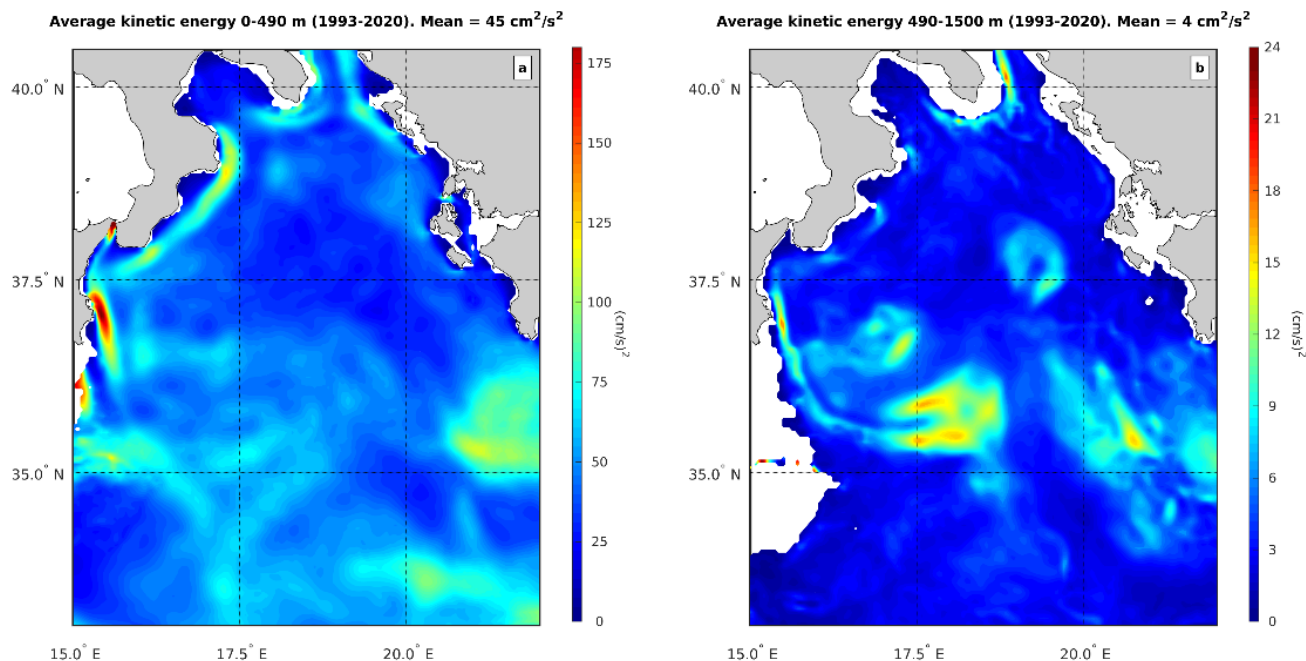 Average kinetic energy 0-490 m (1993-2020). Mean = 45 cm²/s²
a
40.0° N
37.5° N
35.0° N
15.0° E
17.5°
20.0°
175
150
125
100
75
50
25
0
(cm/s)²
Average kinetic energy 490-1500 m (1993-2020). Mean = 4 cm²/s²
b
40.0° N
37.5° N
35.0° N
15.0° E
17.5°
20.0°
24
21
18
15
12
9
6
3
0
(cm/s)²